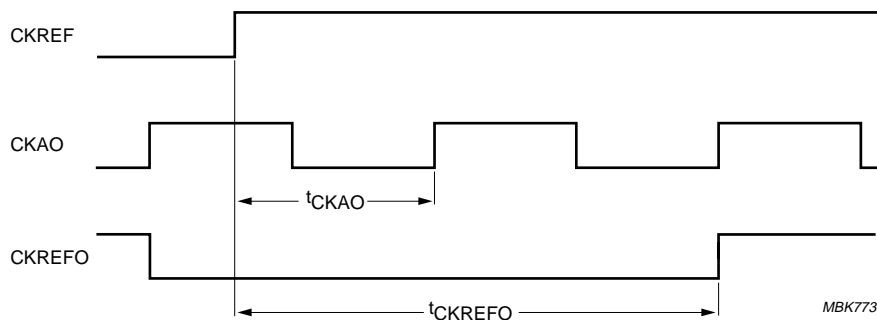 CKREF
CKAO
tCKAO
CKREFO
tCKREFO
MBK773